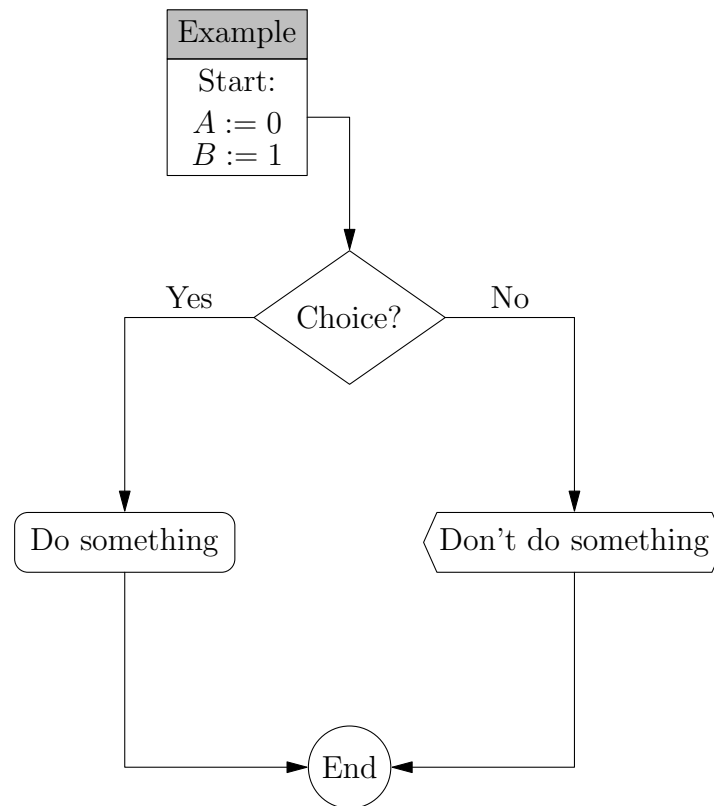 Example
Start:
A := 0
B := 1
Yes
No
Choice?
Do something
Don't do something
End